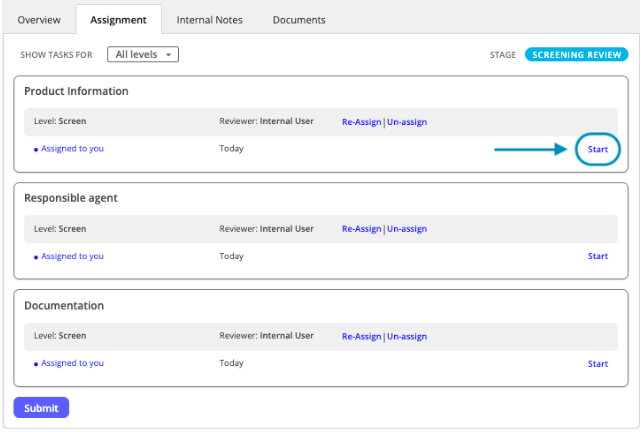 Overview Assignment Internal Notes Documents
SHOW TASKS FOR All levels STAGE SCREENING REVIEW
Product Information
Level: Screen Reviewer: Internal User Re-Assign|Un-assign
Assigned to you Today Start
Responsible agent
Level: Screen Reviewer: Internal User Re-Assign|Un-assign
Assigned to you Today Start
Documentation
Level: Screen Reviewer: Internal User Re-Assign|Un-assign
Assigned to you Today Start
Submit